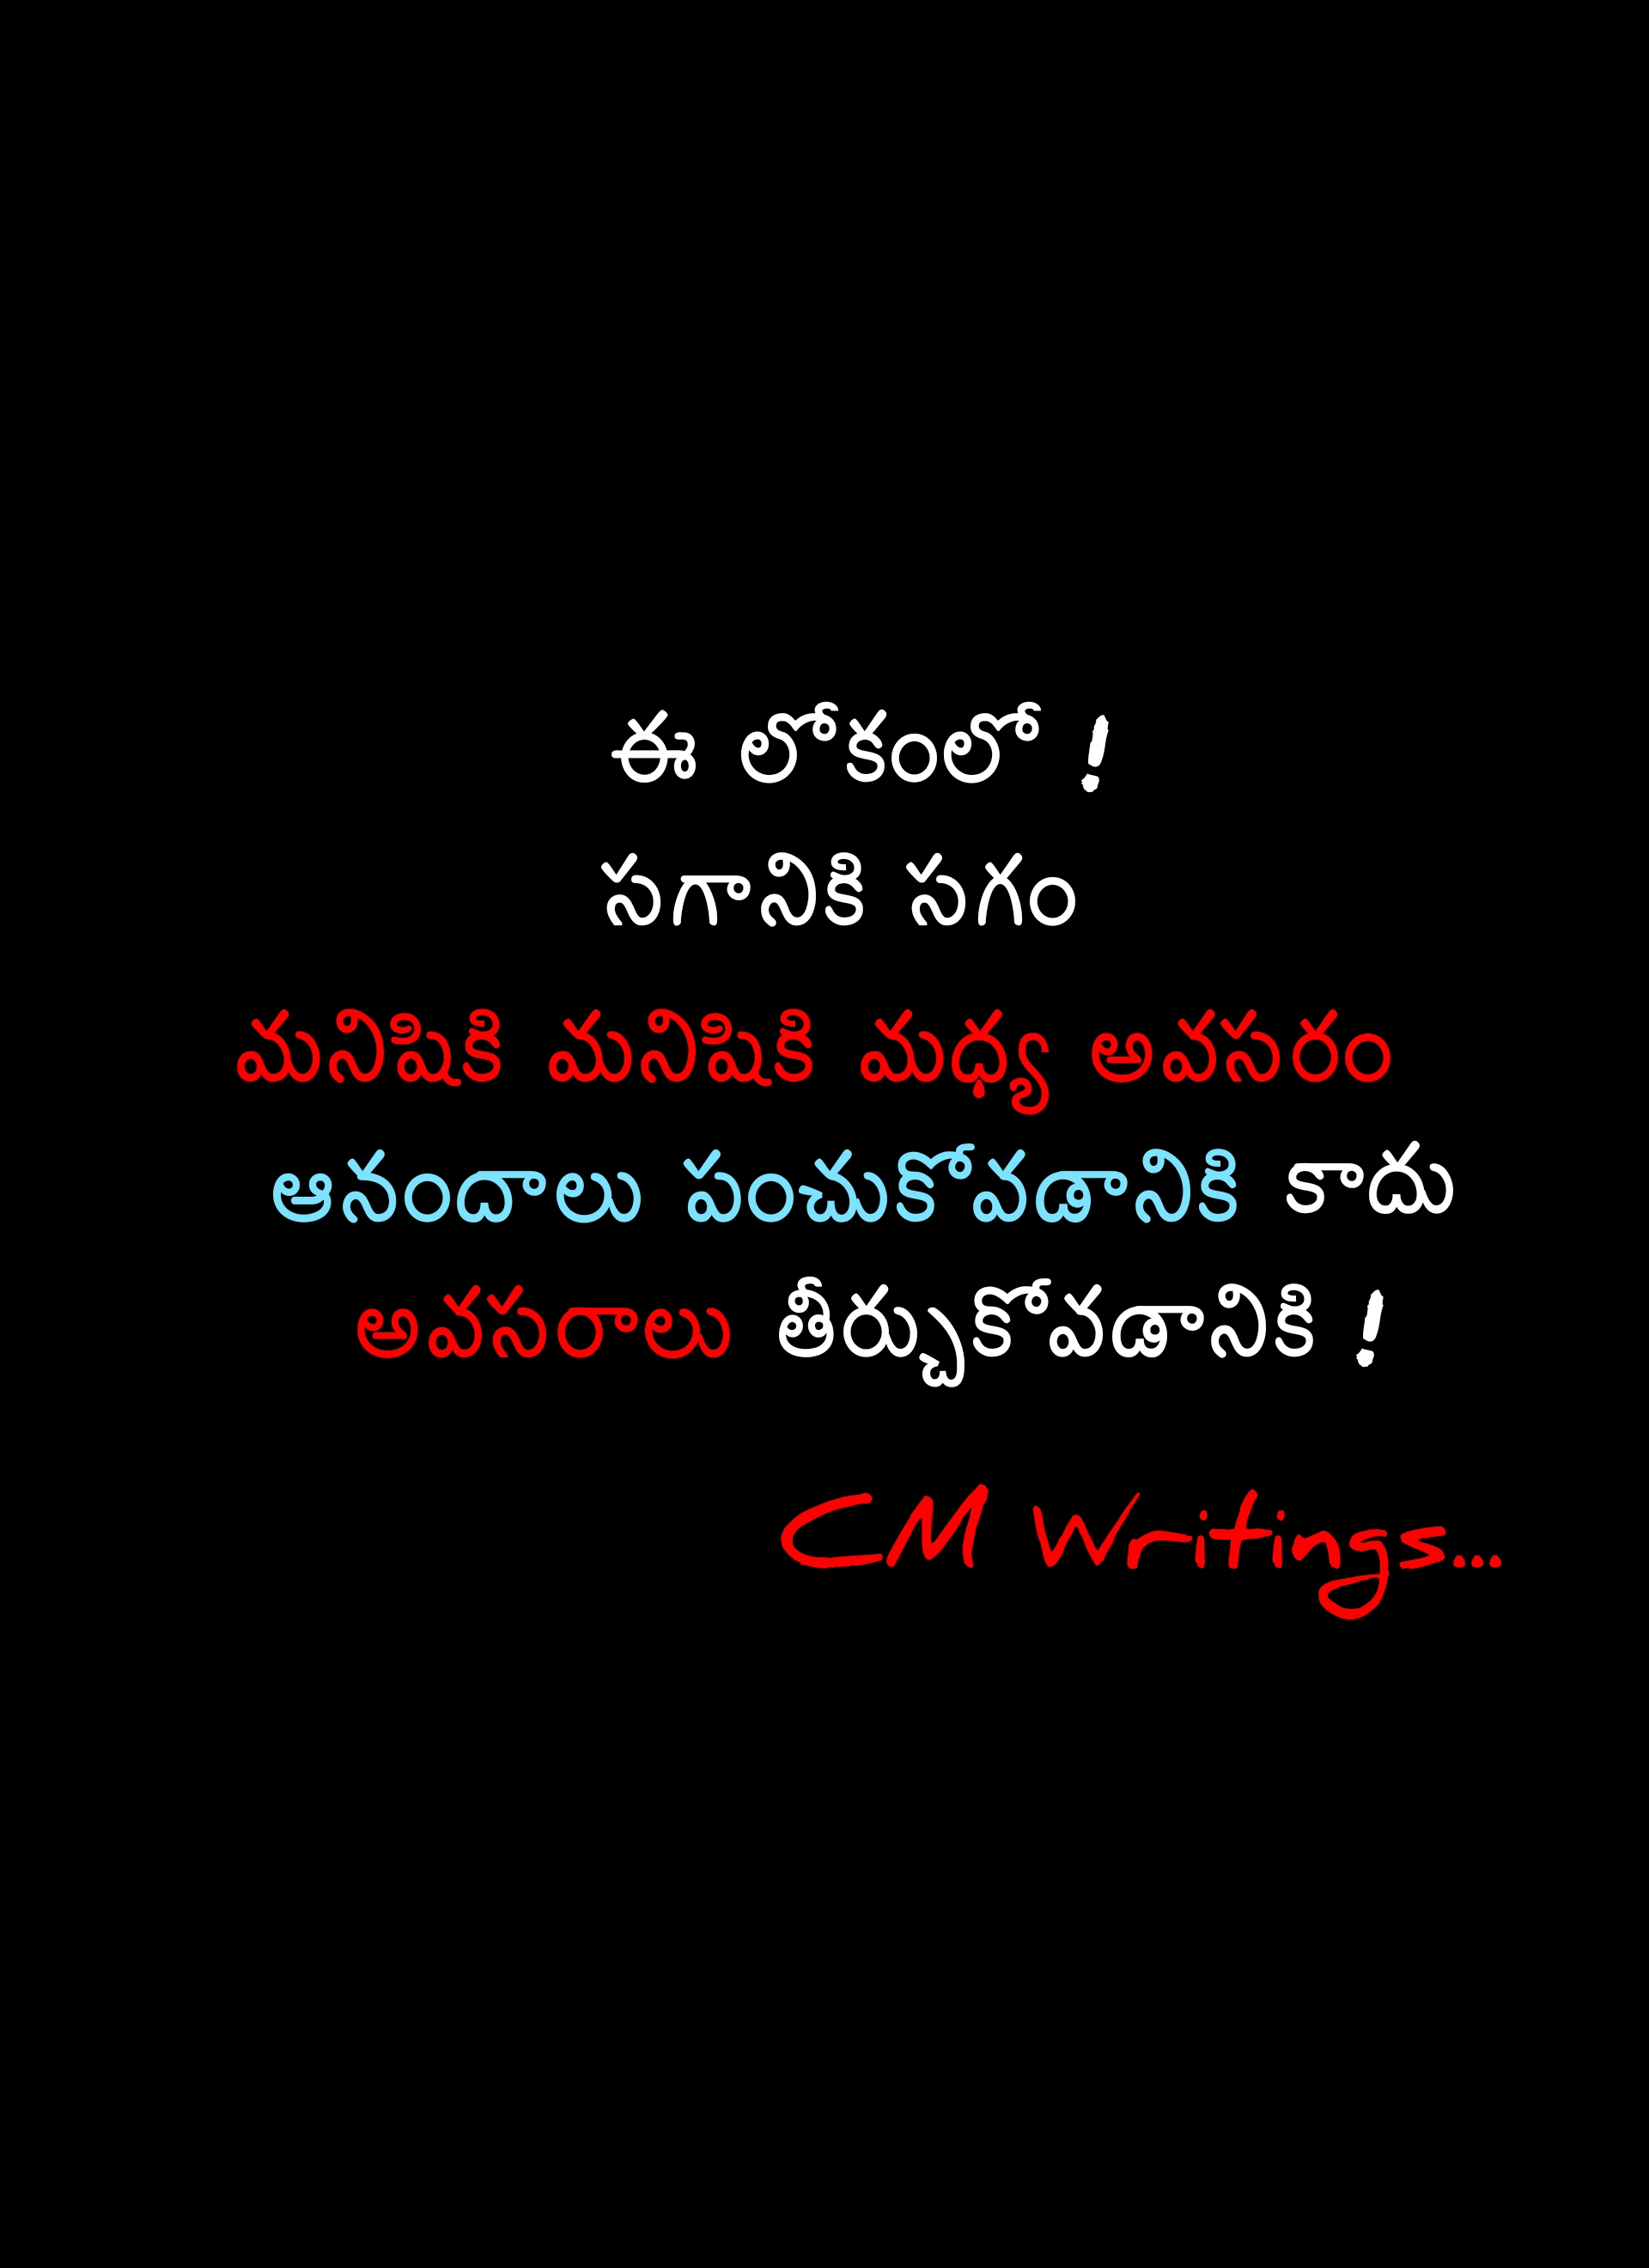 ఈ లోకంలో !
సగానికి సగం
మనిషికి మనిషికి మధ్య అవసరం
ఆనందాలు పంచుకోవడానికి కాదు
అవసరాలు తీర్చుకోవడానికి !
CM Writings...